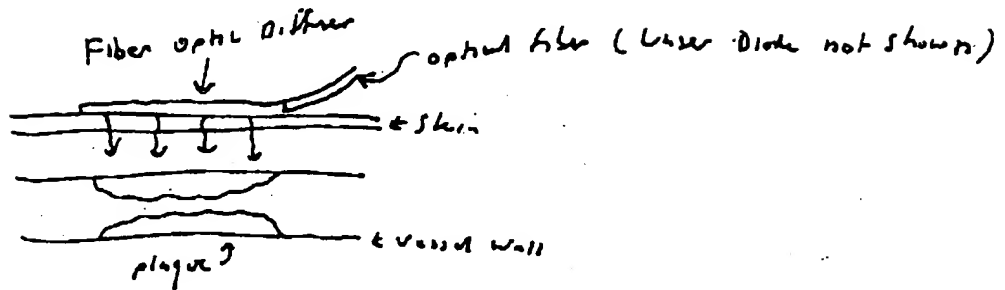 Fiber optic Diffuser
optical fiber (Laser Diode not shown)
skin
vessel wall
plaque